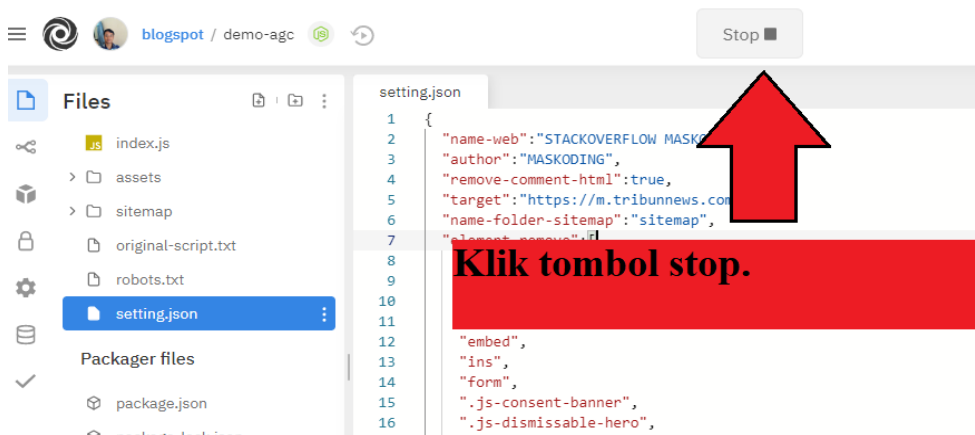 blogspot / demo-agc
Stop
Files
index.js
assets
sitemap
original-script.txt
robots.txt
setting.json
Packager files
package.json
setting.json
1 {
2 "name-web":"STACKOVERFLOW
3 "author":"MASKODING",
4 "remove-comment-html":true,
5 "target":"https://m.tribunnews.com
6 "name-folder-sitemap":"sitemap",
7 "element-remove":[
8
9
10
11
12 "embed",
13 "ins",
14 "form",
15 ".js-consent-banner",
16 ".js-dismissable-hero",
Klik tombol stop.